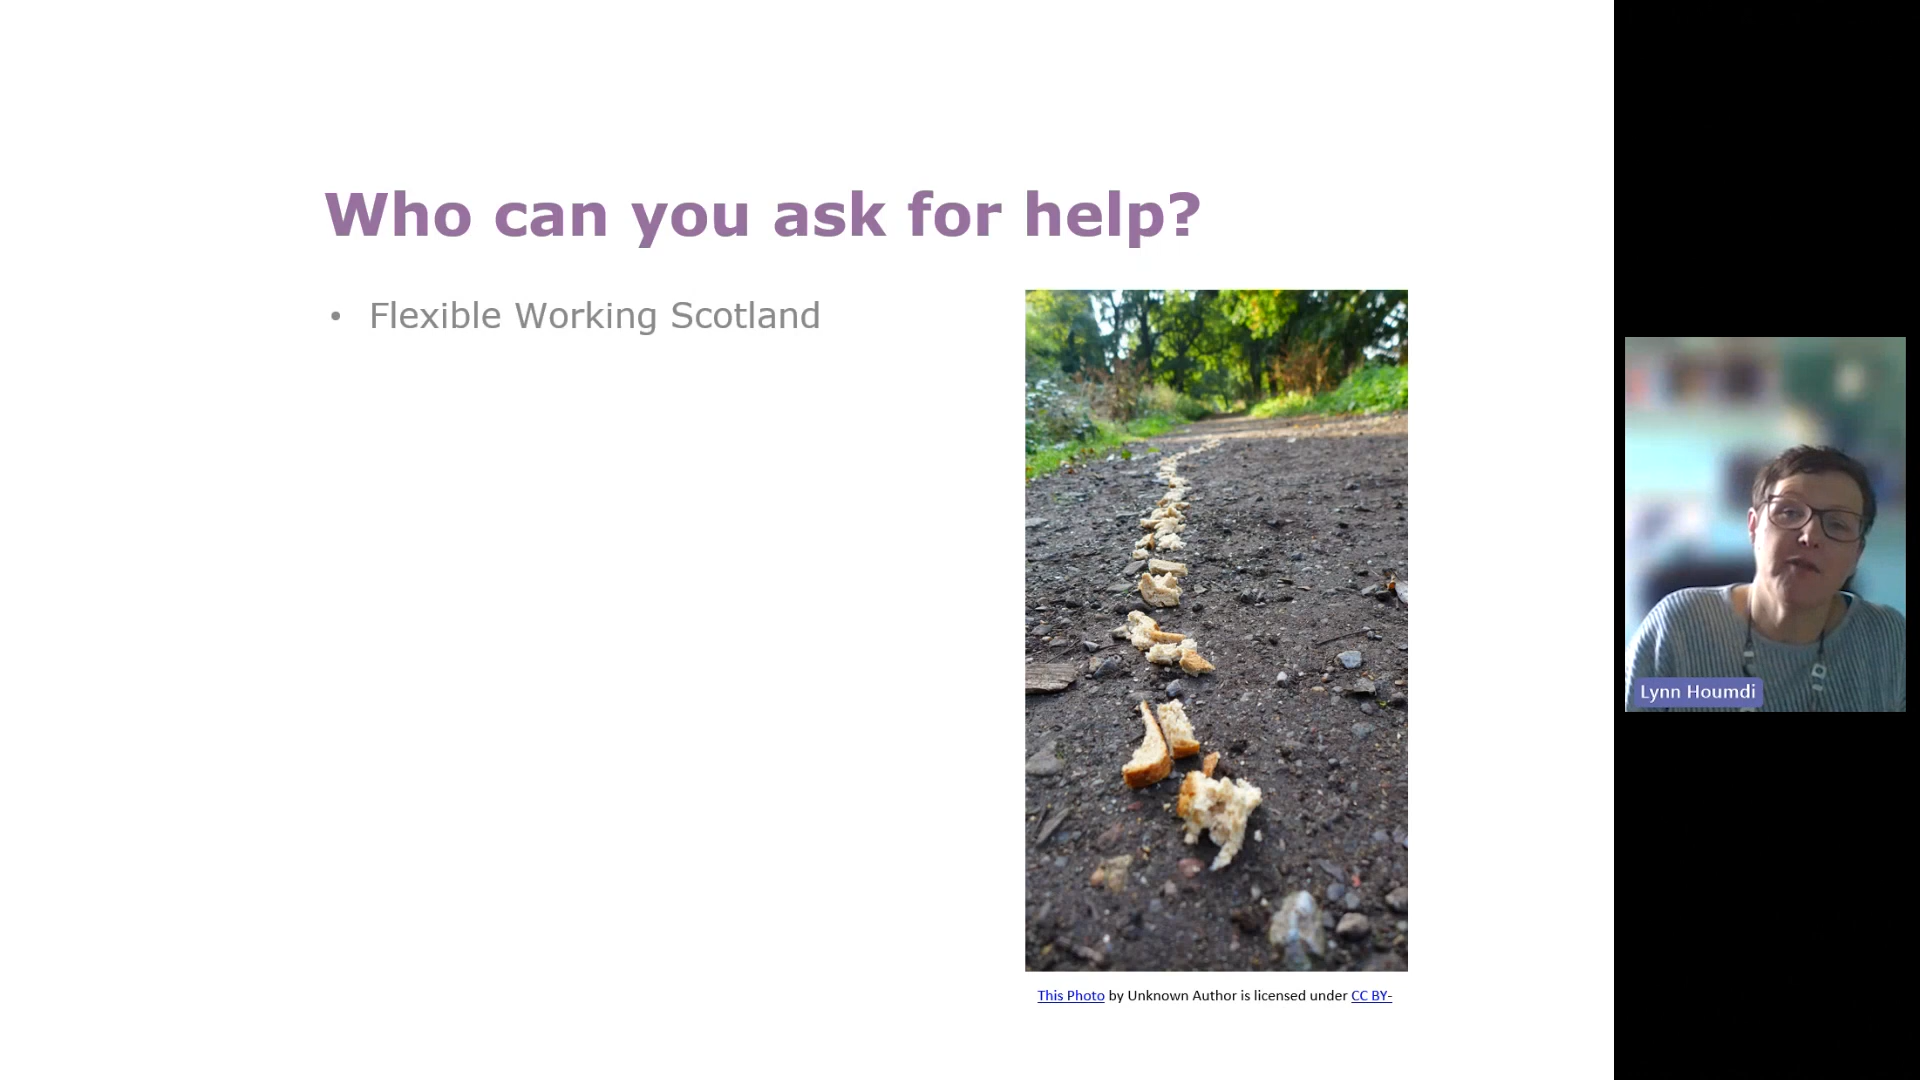 Who can you ask for help?
• Flexible Working Scotland
This Photo by Unknown Author is licensed under CC BY-
Lynn Houmdi